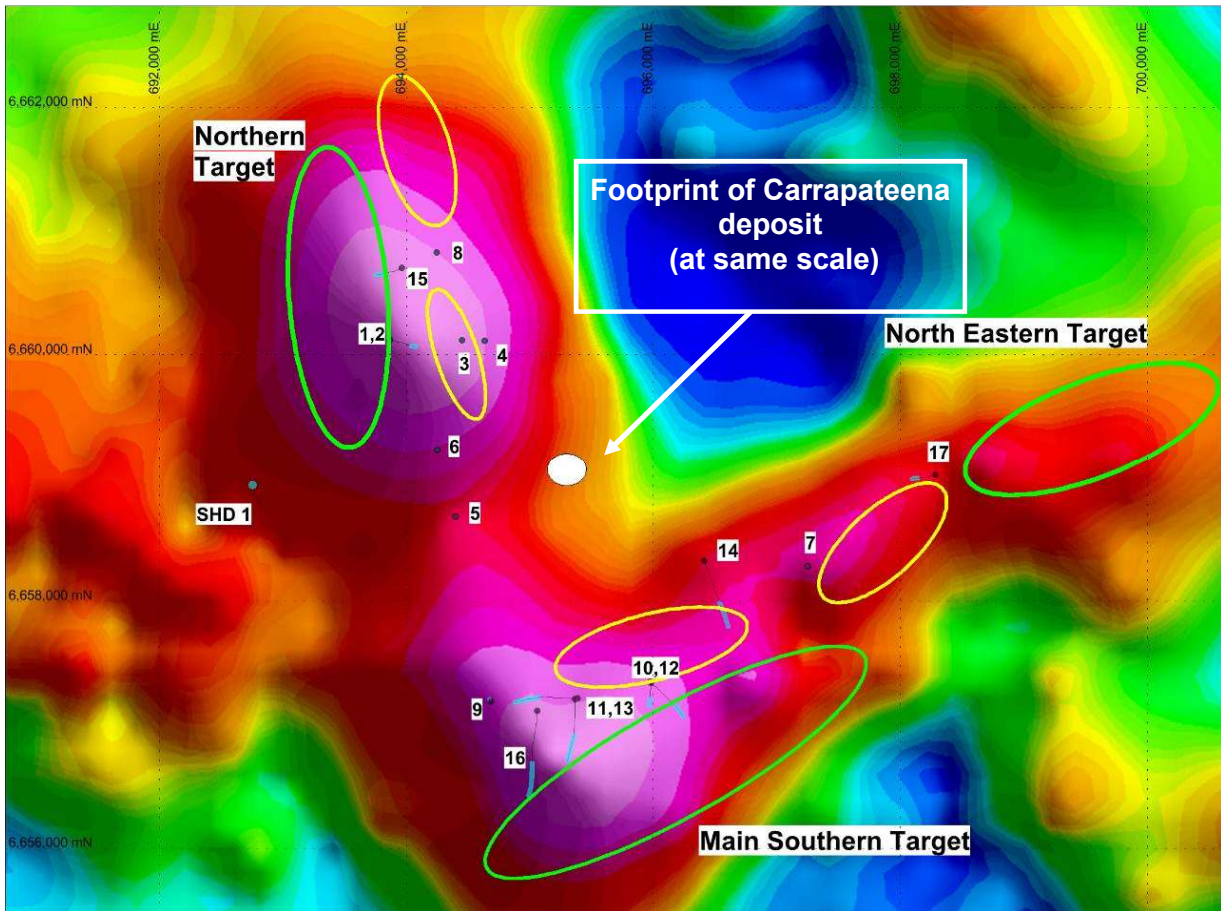 692,000 mE
694,000 mE
696,000 mE
698,000 mE
700,000 mE
6,662,000 mN
Northern
Target
Footprint of Carrapateena
deposit
(at same scale)
8
15
1,2
3
4
6,660,000 mN
North Eastern Target
6
17
SHD 1
5
14
7
6,658,000 mN
10,12
9
11,13
16
Main Southern Target
6,656,000 mN